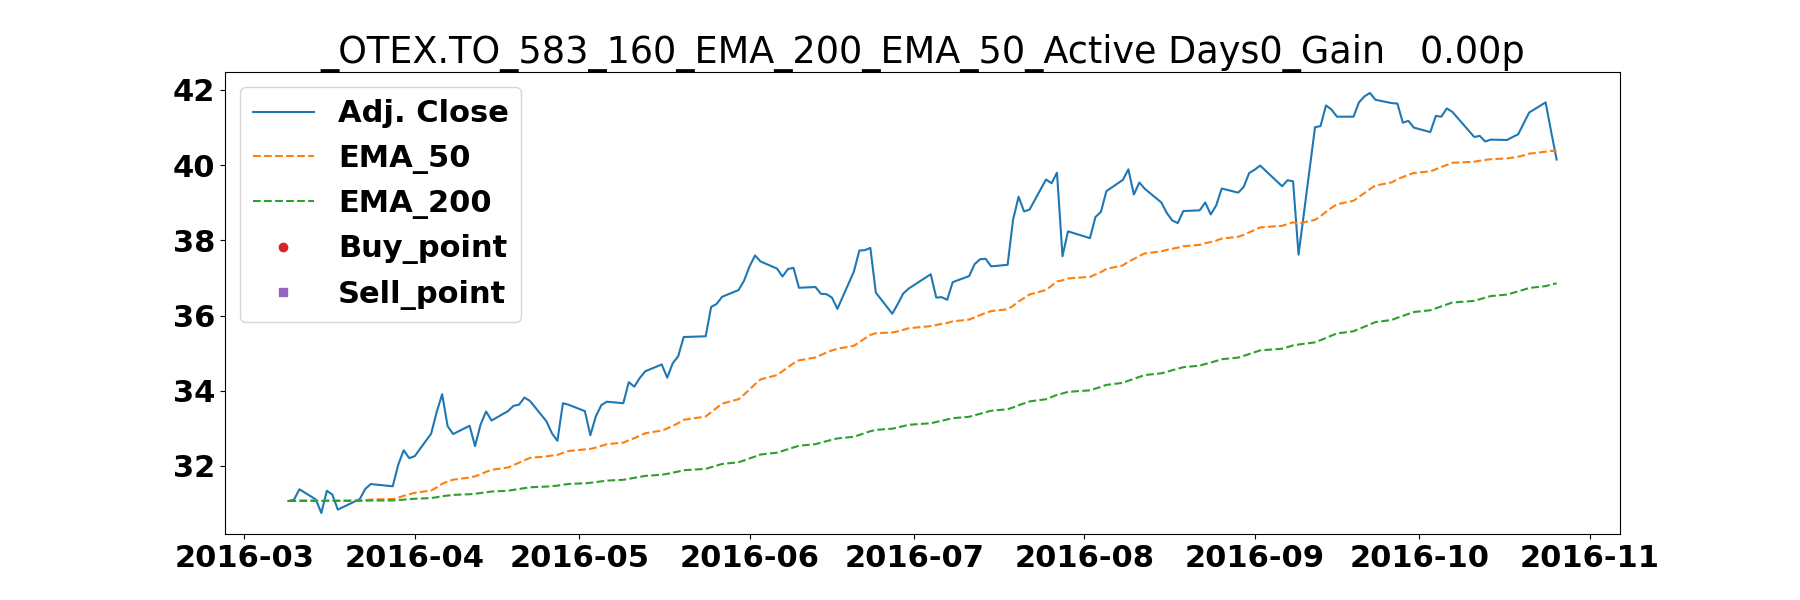 _OTEX.TO_583_160_EMA_200_EMA_50_Active Days0_Gain   0.00p
Adj. Close
EMA_50
EMA_200
Buy_point
Sell_point
42
40
38
36
34
32
2016-03 2016-04 2016-05 2016-06 2016-07 2016-08 2016-09 2016-10 2016-11